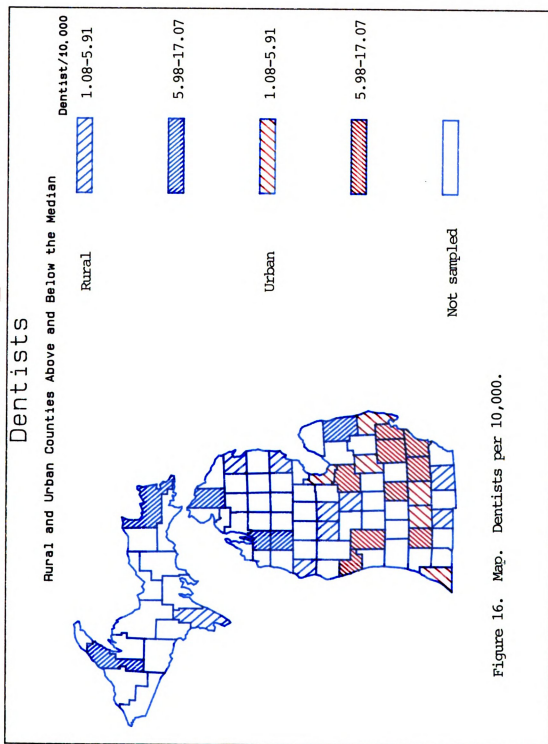 Dentists
Rural and Urban Counties Above and Below the Median
Dentist/10,000
Rural
1.08-5.91
5.98-17.07
Urban
1.08-5.91
5.98-17.07
Not sampled
Figure 16. Map. Dentists per 10,000.